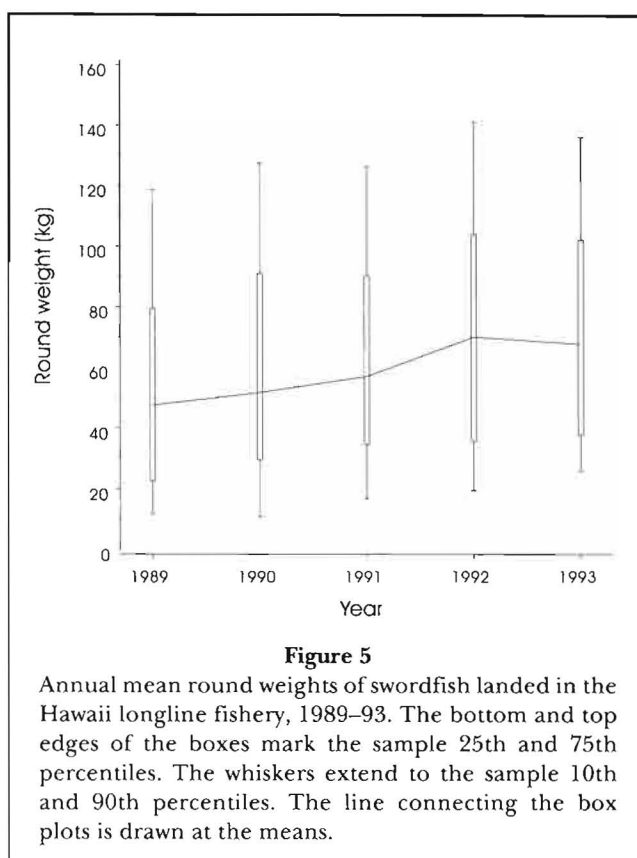 160
140
120
100
80
60
40
20
0
Round weight (kg)
1989 1990 1991 1992 1993
Year
Figure 5
Annual mean round weights of swordfish landed in the
Hawaii longline fishery, 1989–93. The bottom and top
edges of the boxes mark the sample 25th and 75th
percentiles. The whiskers extend to the sample 10th
and 90th percentiles. The line connecting the box
plots is drawn at the means.